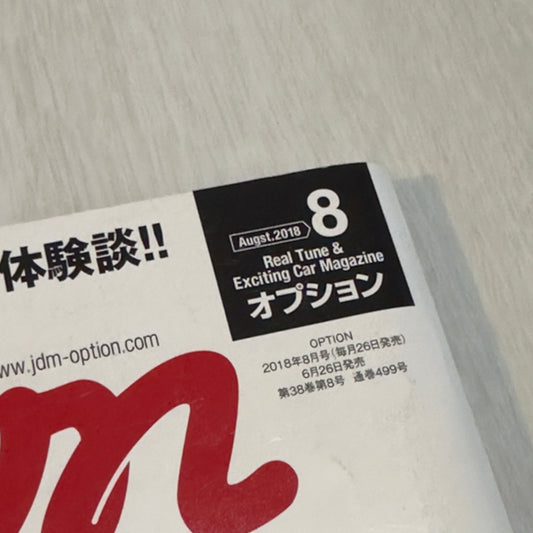 体験談!!
Augst.2018 8
Real Tune &
Exciting Car Magazine
オプション
www.jdm-option.com
OPTION
2018年8月号(毎月26日発売)
6月26日発売
第38巻第8号 通巻499号
on